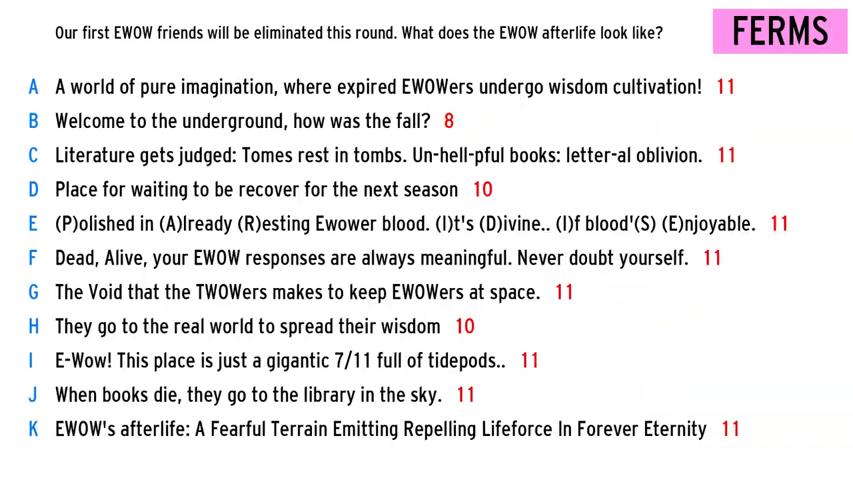 Our first EWOW friends will be eliminated this round. What does the EWOW afterlife look like?
FERMS
A A world of pure imagination, where expired EWOWers undergo wisdom cultivation! 11
B Welcome to the underground, how was the fall? 8
C Literature gets judged: Tomes rest in tombs. Un-hell-pful books: letter-al oblivion. 11
D Place for waiting to be recover for the next season 10
E (P)olished in (A)lready (R)esting Ewower blood. (I)t's (D)ivine.. (I)f blood'(S) (E)njoyable. 11
F Dead, Alive, your EWOW responses are always meaningful. Never doubt yourself. 11
G The Void that the TWOWers makes to keep EWOWers at space. 11
H They go to the real world to spread their wisdom 10
I E-Wow! This place is just a gigantic 7/11 full of tidepods.. 11
J When books die, they go to the library in the sky. 11
K EWOW's afterlife: A Fearful Terrain Emitting Repelling Lifeforce In Forever Eternity 11